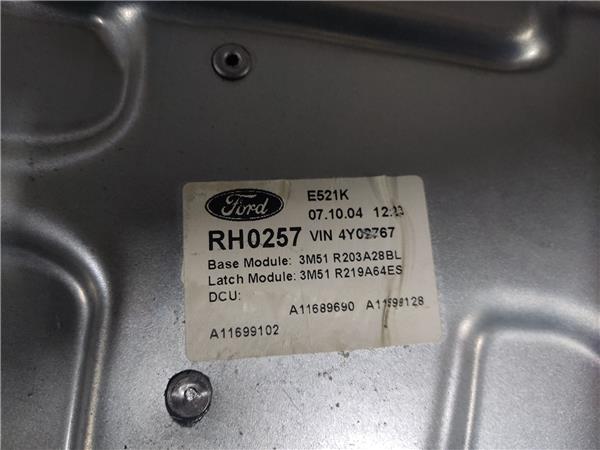 Ford
E521K
07.10.04 12:23
RH0257 VIN 4Y09767
Base Module: 3M51 R203A28BL
Latch Module: 3M51 R219A64ES
DCU:
A11689690 A11699128
A11699102